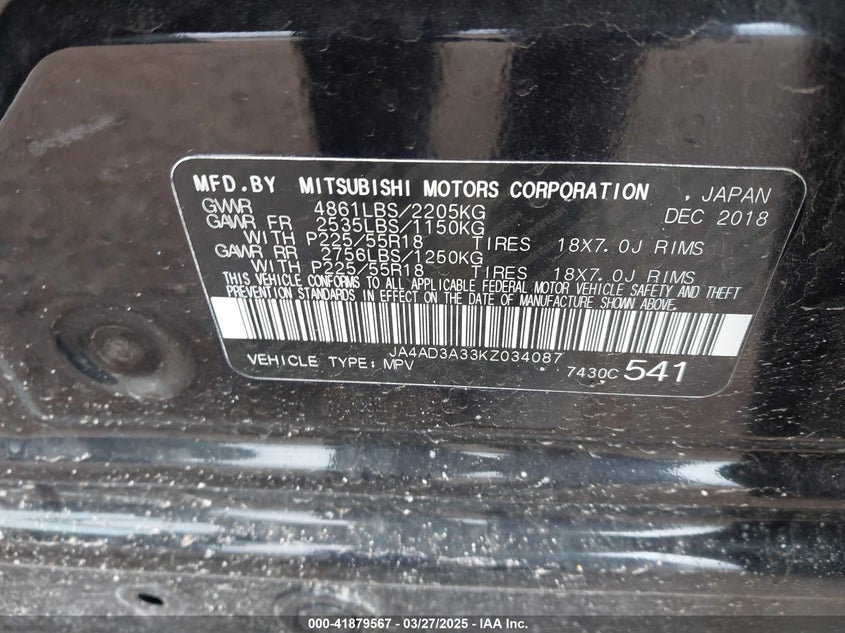 MFD.BY MITSUBISHI MOTORS CORPORATION , JAPAN
GVWR 4861LBS/2205KG DEC 2018
GAWR FR 2535LBS/1150KG
WITH P225/55R18 TIRES 18X7.0J RIMS
GAWR RR 2756LBS/1250KG
WITH P225/55R18 TIRES 18X7.0J RIMS
THIS VEHICLE CONFORMS TO ALL APPLICABLE FEDERAL MOTOR VEHICLE SAFETY AND THEFT
PREVENTION STANDARDS IN EFFECT ON THE DATE OF MANUFACTURE SHOWN ABOVE.
JA4AD3A33KZ034087
VEHICLE TYPE: MPV 7430C 541
000-41879567 - 03/27/2025 - IAA Inc.